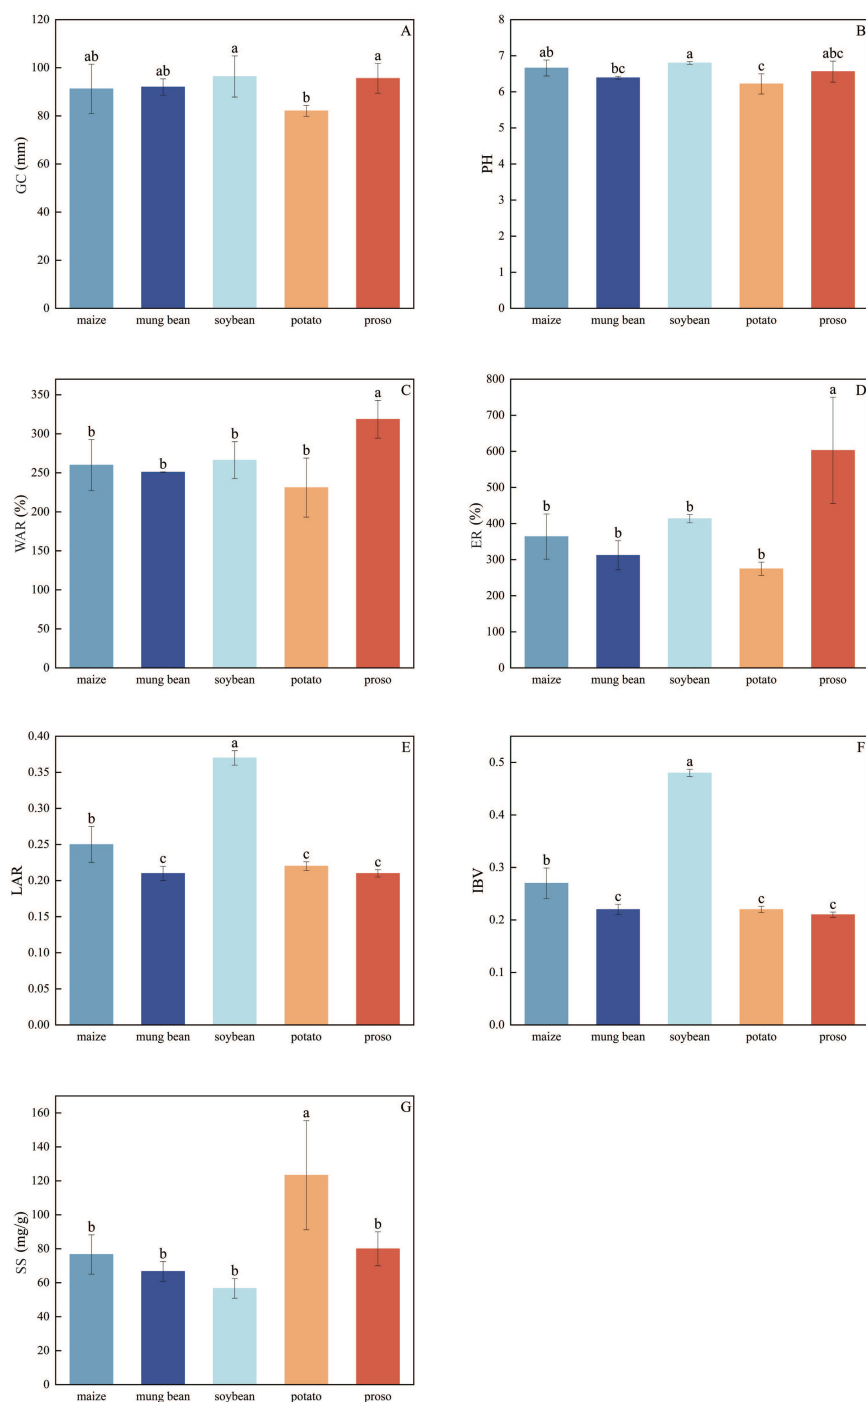 A
GC (mm)
120
100
80
60
40
20
0
ab
ab
a
b
a
maize
mung bean
soybean
potato
proso
B
PH
8
7
6
5
4
3
2
1
0
ab
bc
a
c
abc
maize
mung bean
soybean
potato
proso
C
WAR (%)
350
300
250
200
150
100
50
0
b
b
b
b
a
maize
mung bean
soybean
potato
proso
D
ER (%)
800
700
600
500
400
300
200
100
0
b
b
b
b
a
maize
mung bean
soybean
potato
proso
E
LAR
0.40
0.35
0.30
0.25
0.20
0.15
0.10
0.05
0.00
b
c
a
c
c
maize
mung bean
soybean
potato
proso
F
IBV
0.5
0.4
0.3
0.2
0.1
0.0
b
c
a
c
c
maize
mung bean
soybean
potato
proso
G
SS (mg/g)
160
140
120
100
80
60
40
20
0
b
b
b
a
b
maize
mung bean
soybean
potato
proso